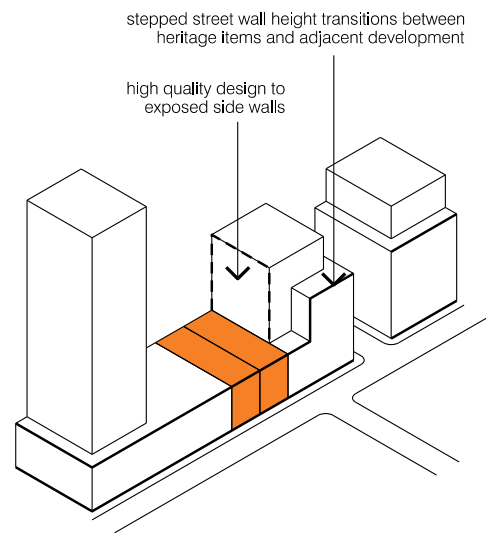 stepped street wall height transitions between
heritage items and adjacent development
high quality design to
exposed side walls